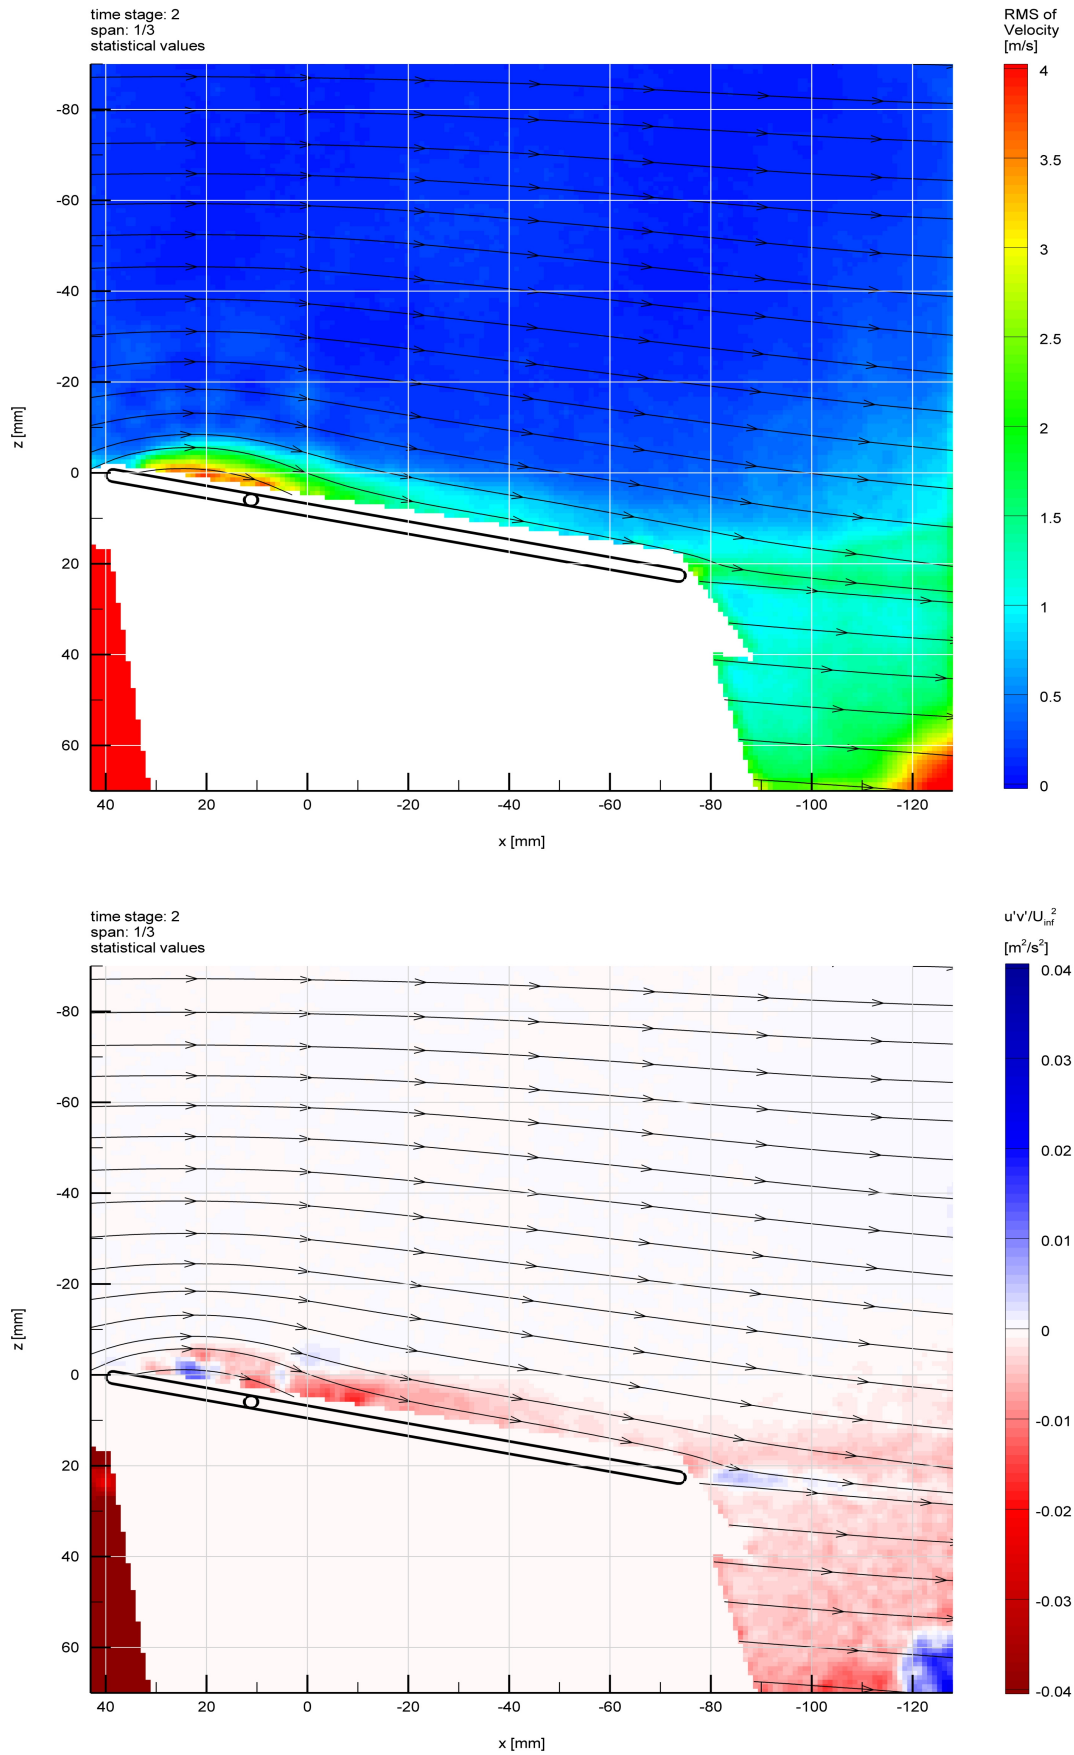 time stage: 2
span: 1/3
statistical values
RMS of
Velocity
[m/s]
4
3.5
3
2.5
2
1.5
1
0.5
0
-80
-60
-40
-20
0
20
40
60
z [mm]
40 20 0 -20 -40 -60 -80 -100 -120
x [mm]
time stage: 2
span: 1/3
statistical values
u'v'/U_inf^2
[m^2/s^2]
0.04
0.03
0.02
0.01
0
-0.01
-0.02
-0.03
-0.04
-80
-60
-40
-20
0
20
40
60
z [mm]
40 20 0 -20 -40 -60 -80 -100 -120
x [mm]